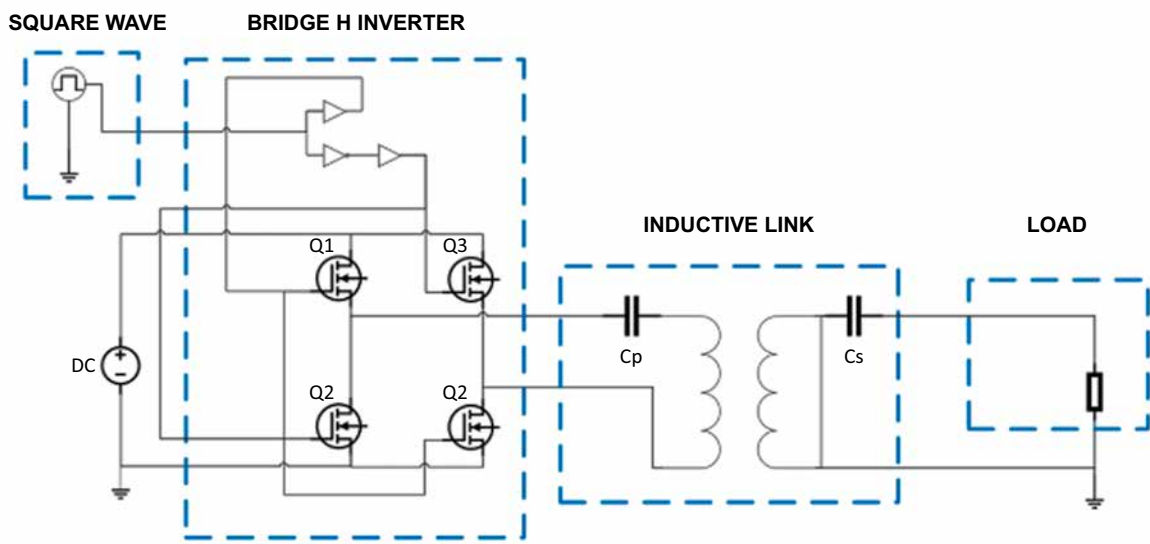 SQUARE WAVE
BRIDGE H INVERTER
Q1
Q3
INDUCTIVE LINK
LOAD
DC
+
−
Cp
Cs
Q2
Q2